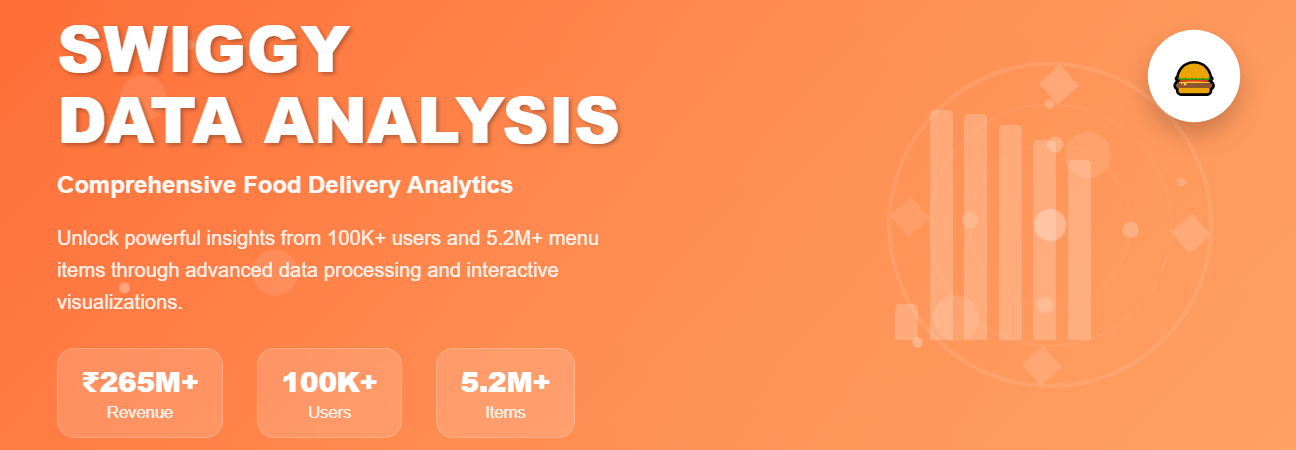 SWIGGY
DATA ANALYSIS
Comprehensive Food Delivery Analytics
Unlock powerful insights from 100K+ users and 5.2M+ menu
items through advanced data processing and interactive
visualizations.
₹265M+ 100K+ 5.2M+
Revenue Users Items